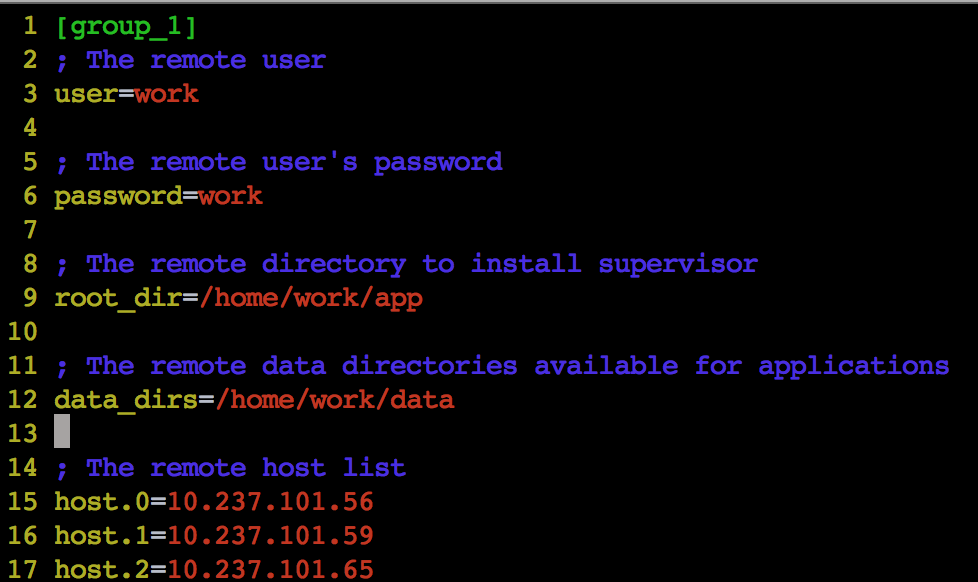 1 [group_1]
2 ; The remote user
3 user=work
4
5 ; The remote user's password
6 password=work
7
8 ; The remote directory to install supervisor
9 root_dir=/home/work/app
10
11 ; The remote data directories available for applications
12 data_dirs=/home/work/data
13
14 ; The remote host list
15 host.0=10.237.101.56
16 host.1=10.237.101.59
17 host.2=10.237.101.65